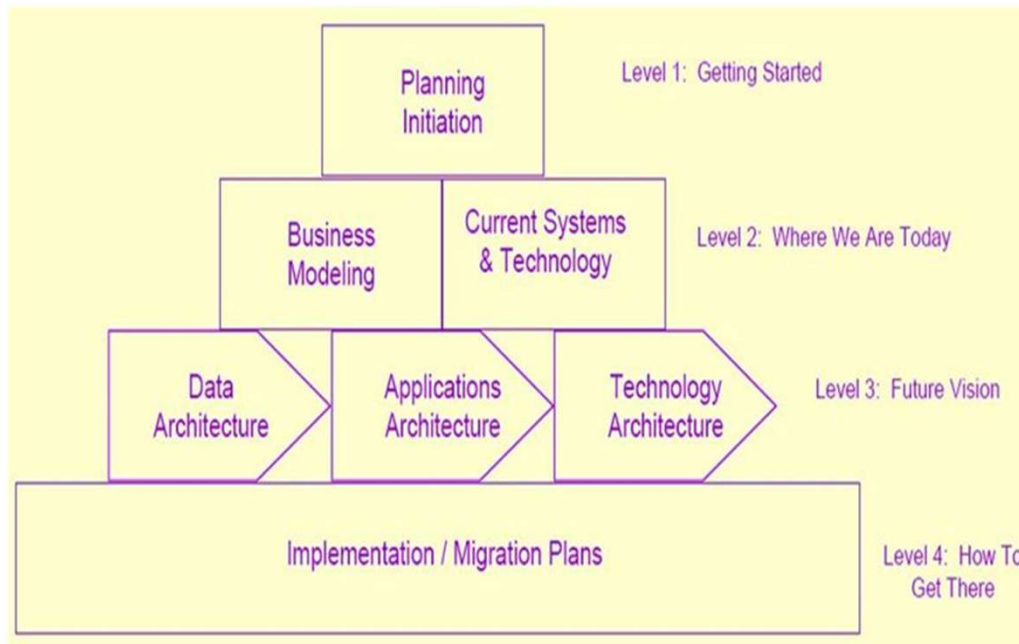 Planning
Initiation
Level 1: Getting Started
Business
Modeling
Current Systems
& Technology
Level 2: Where We Are Today
Data
Architecture
Applications
Architecture
Technology
Architecture
Level 3: Future Vision
Implementation / Migration Plans
Level 4: How To
Get There